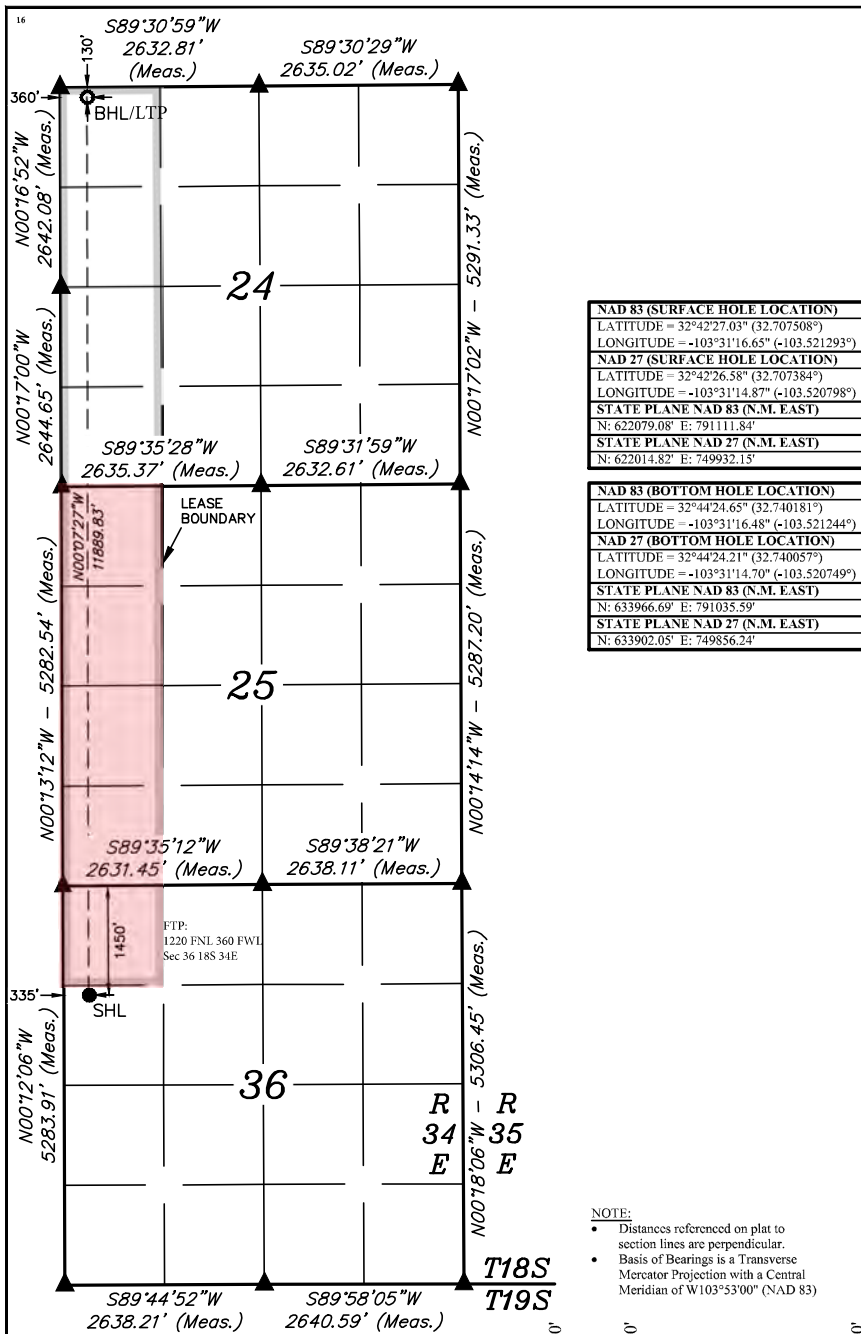 16
S89°30'59"W
2632.81'
(Meas.)
S89°30'29"W
2635.02' (Meas.)
130'
360'
BHL/LTP
N00°16'52"W
2642.08' (Meas.)
24
N00°17'02"W - 5291.33' (Meas.)
N00°17'00"W
2644.65' (Meas.)
S89°35'28"W
2635.37' (Meas.)
S89°31'59"W
2632.61' (Meas.)
LEASE
BOUNDARY
N00°07'27"W
11889.83'
N00°13'12"W - 5282.54' (Meas.)
25
N00°14'14"W - 5287.20' (Meas.)
S89°35'12"W
2631.45' (Meas.)
S89°38'21"W
2638.11' (Meas.)
1450'
FTP:
1220 FNL 360 FWL
Sec 36 18S 34E
335'
SHL
N00°12'06"W
5283.91' (Meas.)
36
N00°18'06"W - 5306.45' (Meas.)
R R
34 35
E E
T18S
T19S
S89°44'52"W
2638.21' (Meas.)
S89°58'05"W
2640.59' (Meas.)
NAD 83 (SURFACE HOLE LOCATION)
LATITUDE = 32°42'27.03" (32.707508°)
LONGITUDE = -103°31'16.65" (-103.521293°)
NAD 27 (SURFACE HOLE LOCATION)
LATITUDE = 32°42'26.58" (32.707384°)
LONGITUDE = -103°31'14.87" (-103.520798°)
STATE PLANE NAD 83 (N.M. EAST)
N: 622079.08' E: 791111.84'
STATE PLANE NAD 27 (N.M. EAST)
N: 622014.82' E: 749932.15'
NAD 83 (BOTTOM HOLE LOCATION)
LATITUDE = 32°44'24.65" (32.740181°)
LONGITUDE = -103°31'16.48" (-103.521244°)
NAD 27 (BOTTOM HOLE LOCATION)
LATITUDE = 32°44'24.21" (32.740057°)
LONGITUDE = -103°31'14.70" (-103.520749°)
STATE PLANE NAD 83 (N.M. EAST)
N: 633966.69' E: 791035.59'
STATE PLANE NAD 27 (N.M. EAST)
N: 633902.05' E: 749856.24'
NOTE:
• Distances referenced on plat to
section lines are perpendicular.
• Basis of Bearings is a Transverse
Mercator Projection with a Central
Meridian of W103°53'00" (NAD 83)
0'
0'
0'